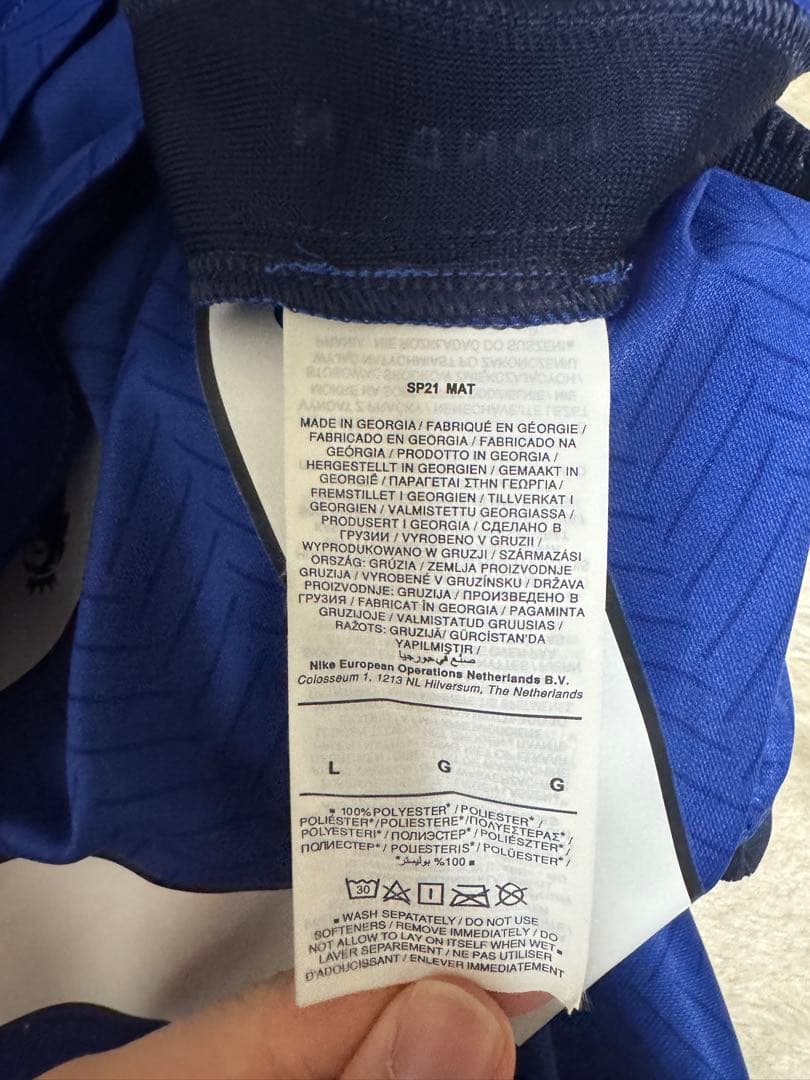 SP21 MAT
MADE IN GEORGIA / FABRIQUÉ EN GÉORGIE /
FABRICADO EN GEORGIA / FABRICADO NA
GEÓRGIA / PRODOTTO IN GEORGIA /
HERGESTELLT IN GEORGIEN / GEMAAKT IN
GEORGIË / ΠΑΡΑΓΕΤΑΙ ΣΤΗΝ ΓΕΩΡΓΙΑ /
FREMSTILLET I GEORGIEN / TILLVERKAT I
GEORGIEN / VALMISTETTU GEORGIASSA /
PRODUSERT I GEORGIA / СДЕЛАНО В
ГРУЗИИ / VYROBENO V GRUZII /
WYPRODUKOWANO W GRUZJI / SZÁRMAZÁSI
ORSZÁG: GRÚZIA / ZEMLJA PROIZVODNJE
GRUZIJA / VYROBENÉ V GRUZÍNSKU / DRŽAVA
PROIZVODNJE: GRUZIJA / ПРОИЗВЕДЕНО В
ГРУЗИЯ / FABRICAT ÎN GEORGIA / PAGAMINTA
GRUZIJOJE / VALMISTATUD GRUUSIAS /
RAŽOTS: GRUZIJĀ/ GÜRCİSTAN'DA
YAPILMIŞTIR /
صنع في جورجيا
Nike European Operations Netherlands B.V.
Colosseum 1, 1213 NL Hilversum, The Netherlands
L G G
■ 100% POLYESTER* / POLIESTER* /
POLIÉSTER*/POLIESTERE*/ΠΟΛΥΕΣΤΕΡΑΣ* /
POLYESTERI* / ПОЛИЭСТЕР* / POLIÉSZTER* /
ПОЛИЕСТЕР* / POLIESTERIS* / POLÜESTER* /
*بوليستر 100% ■
30
■ WASH SEPATATELY / DO NOT USE
SOFTENERS / REMOVE IMMEDIATELY / DO
NOT ALLOW TO LAY ON ITSELF WHEN WET ■
LAVER SEPAREMENT / NE PAS UTILISER
D'ADOUCISSANT / ENLEVER IMMEDIATEMENT